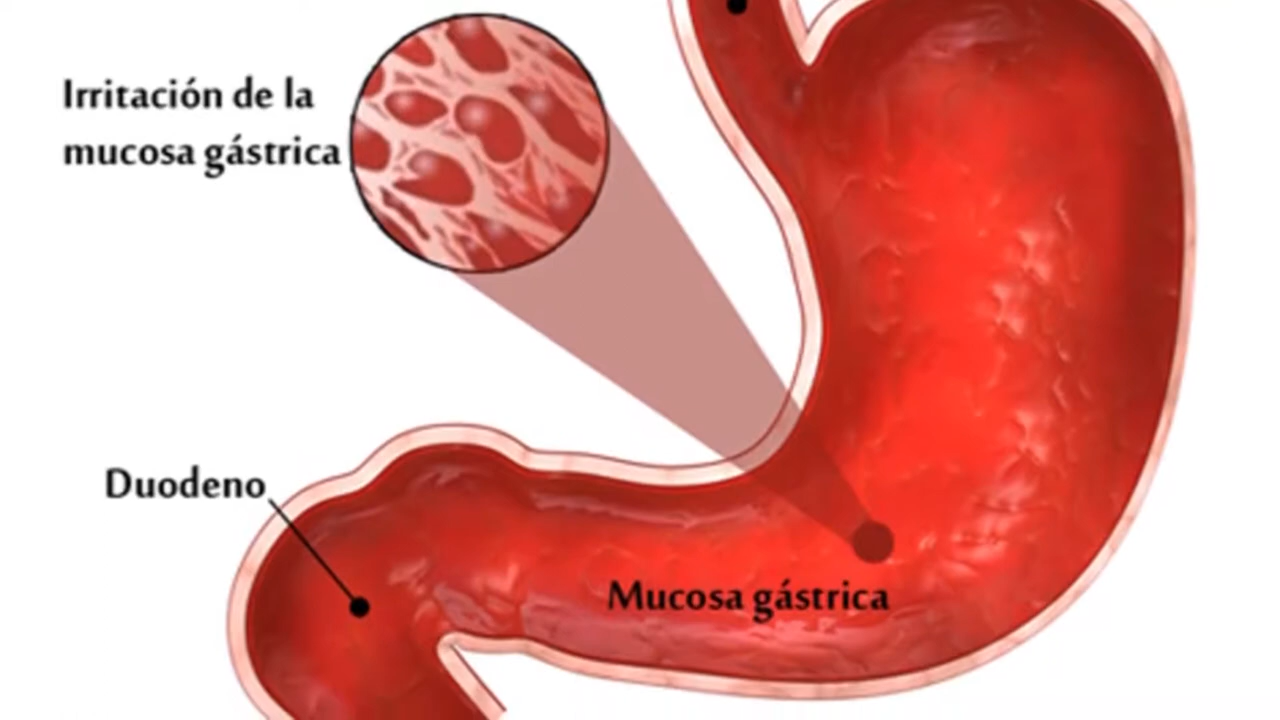 Irritación de la
mucosa gástrica
Duodeno
Mucosa gástrica